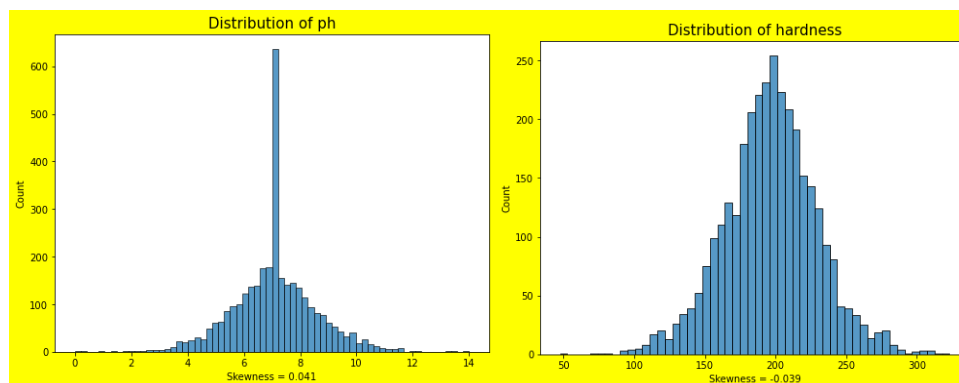 Distribution of ph
600
500
400
300
200
100
0
Count
0 2 4 6 8 10 12 14
Skewness = 0.041
Distribution of hardness
250
200
150
100
50
0
Count
50 100 150 200 250 300
Skewness = -0.039